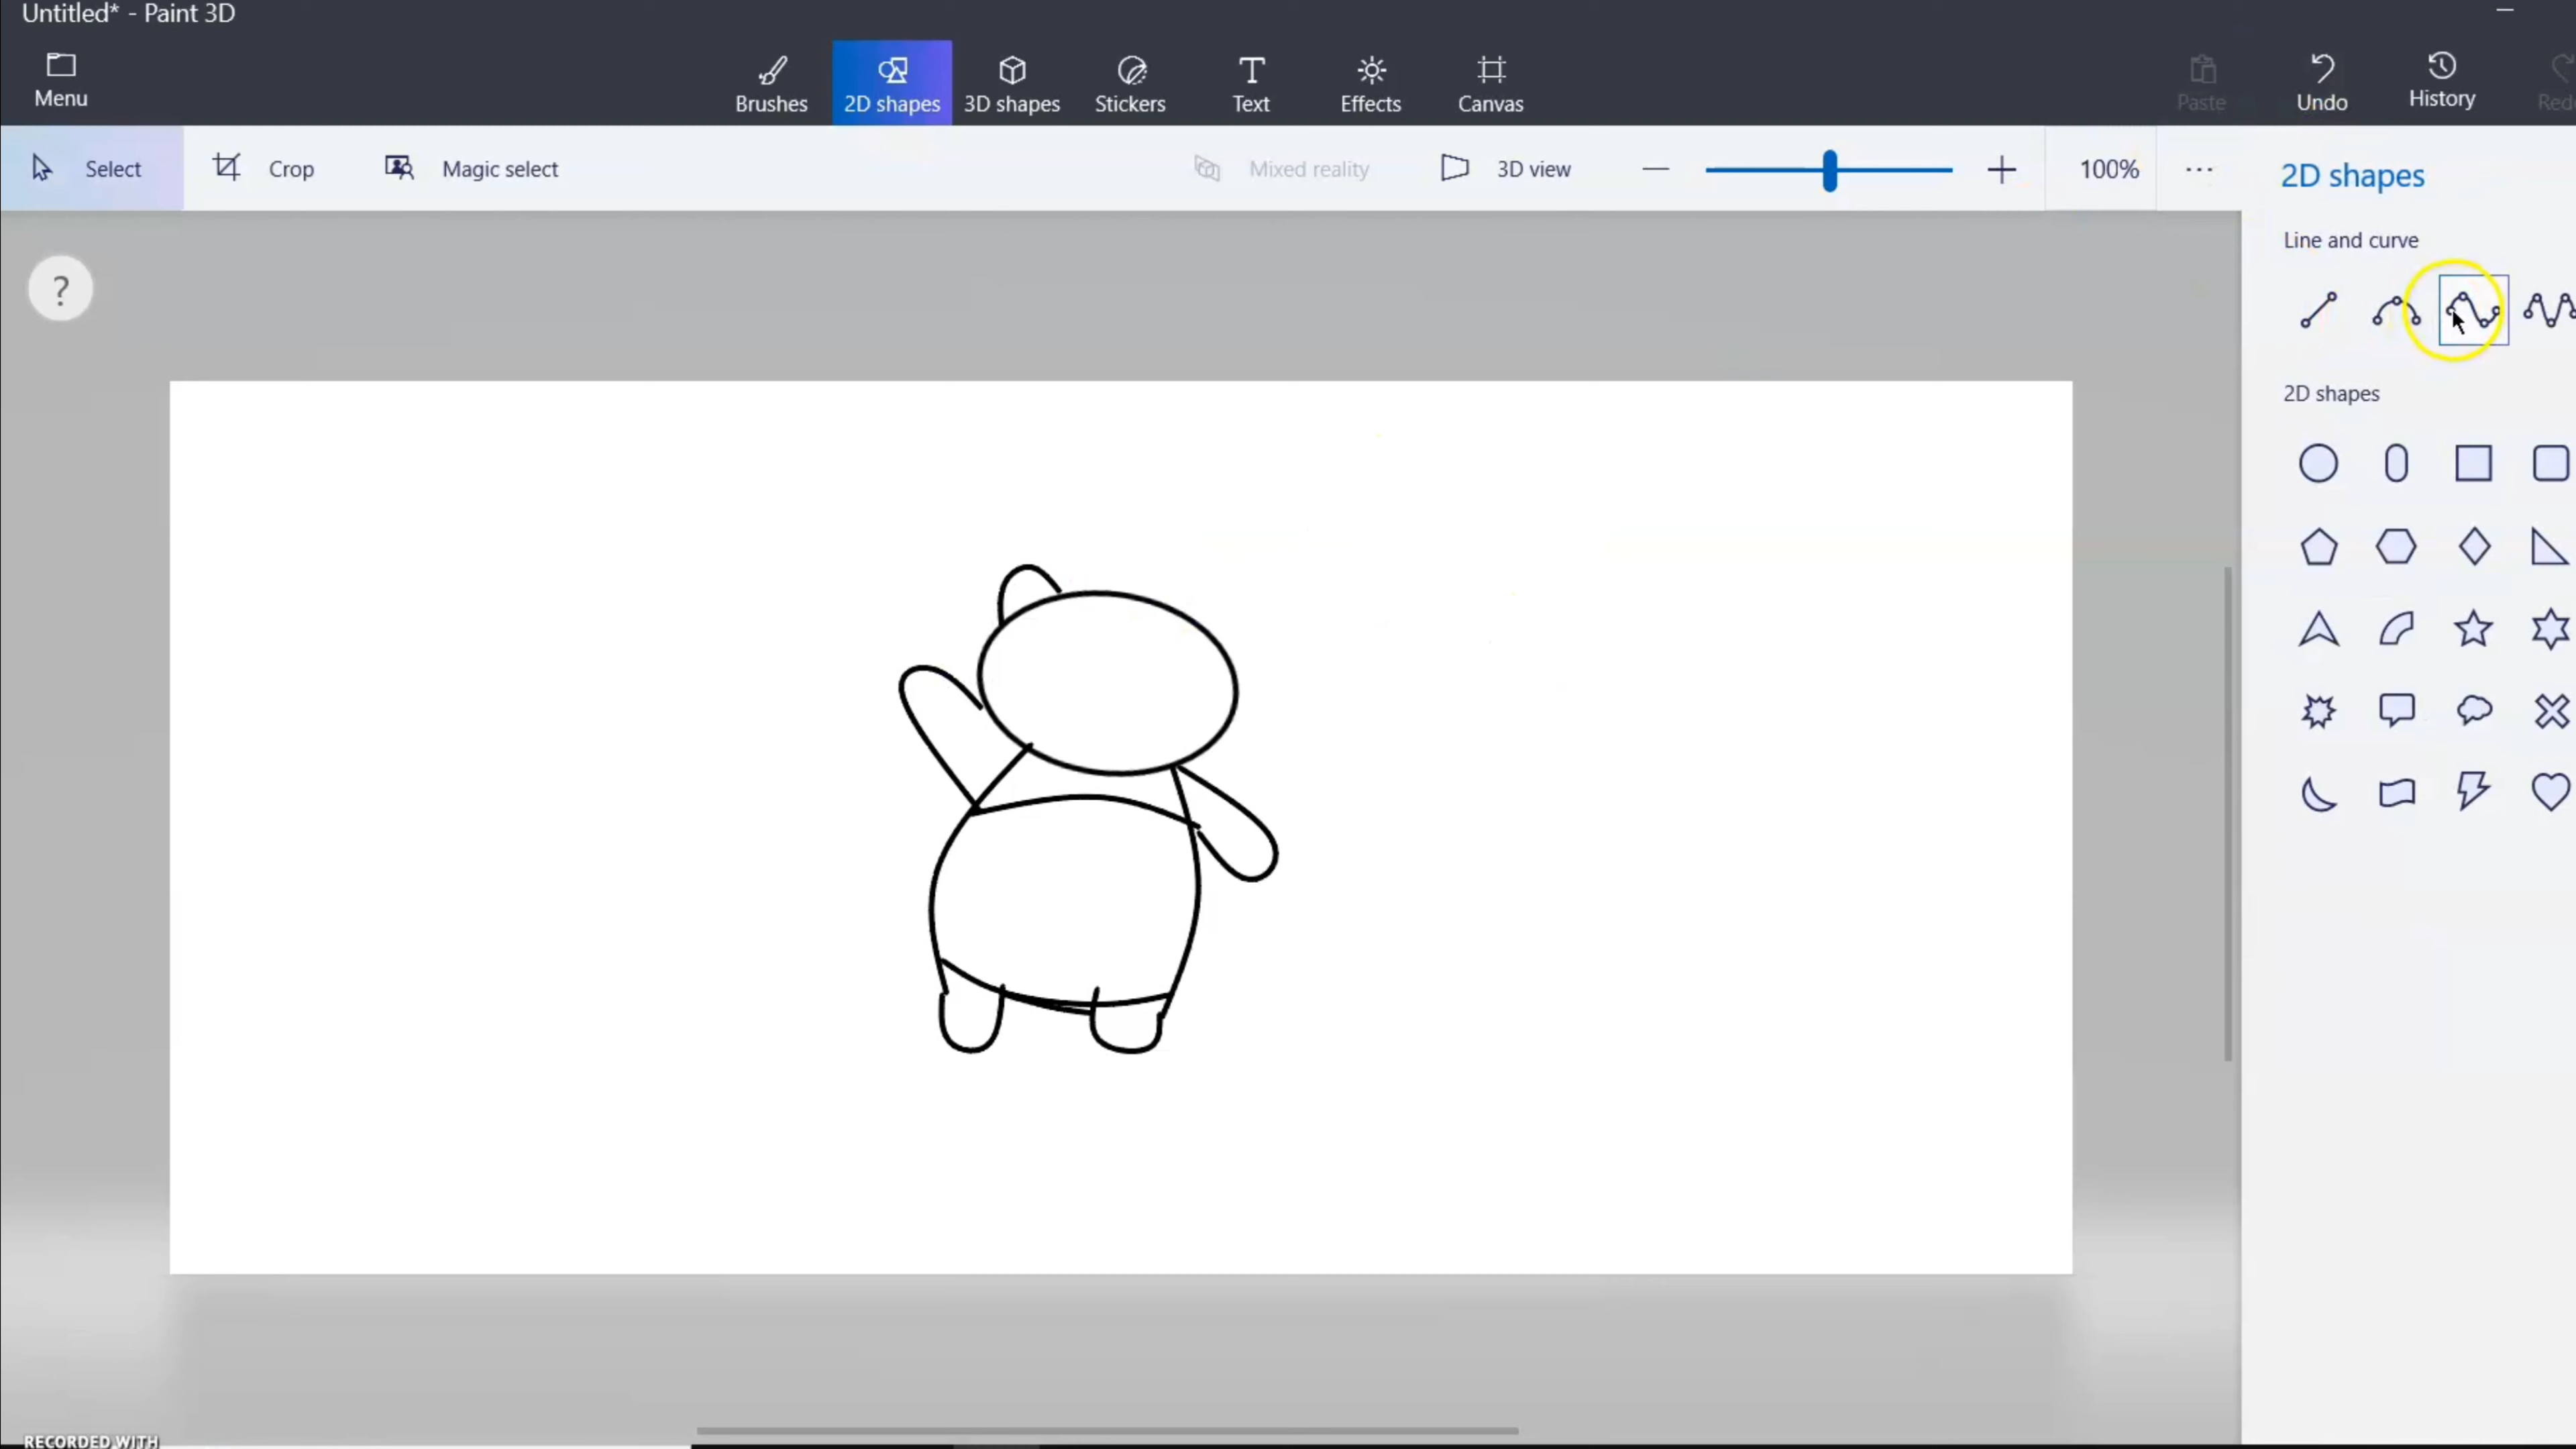 Untitled* - Paint 3D
Menu
Brushes
2D shapes
3D shapes
Stickers
Text
Effects
Canvas
Paste
Undo
History
Select
Crop
Magic select
Mixed reality
3D view
100%
2D shapes
Line and curve
2D shapes
?
RECORDED WITH